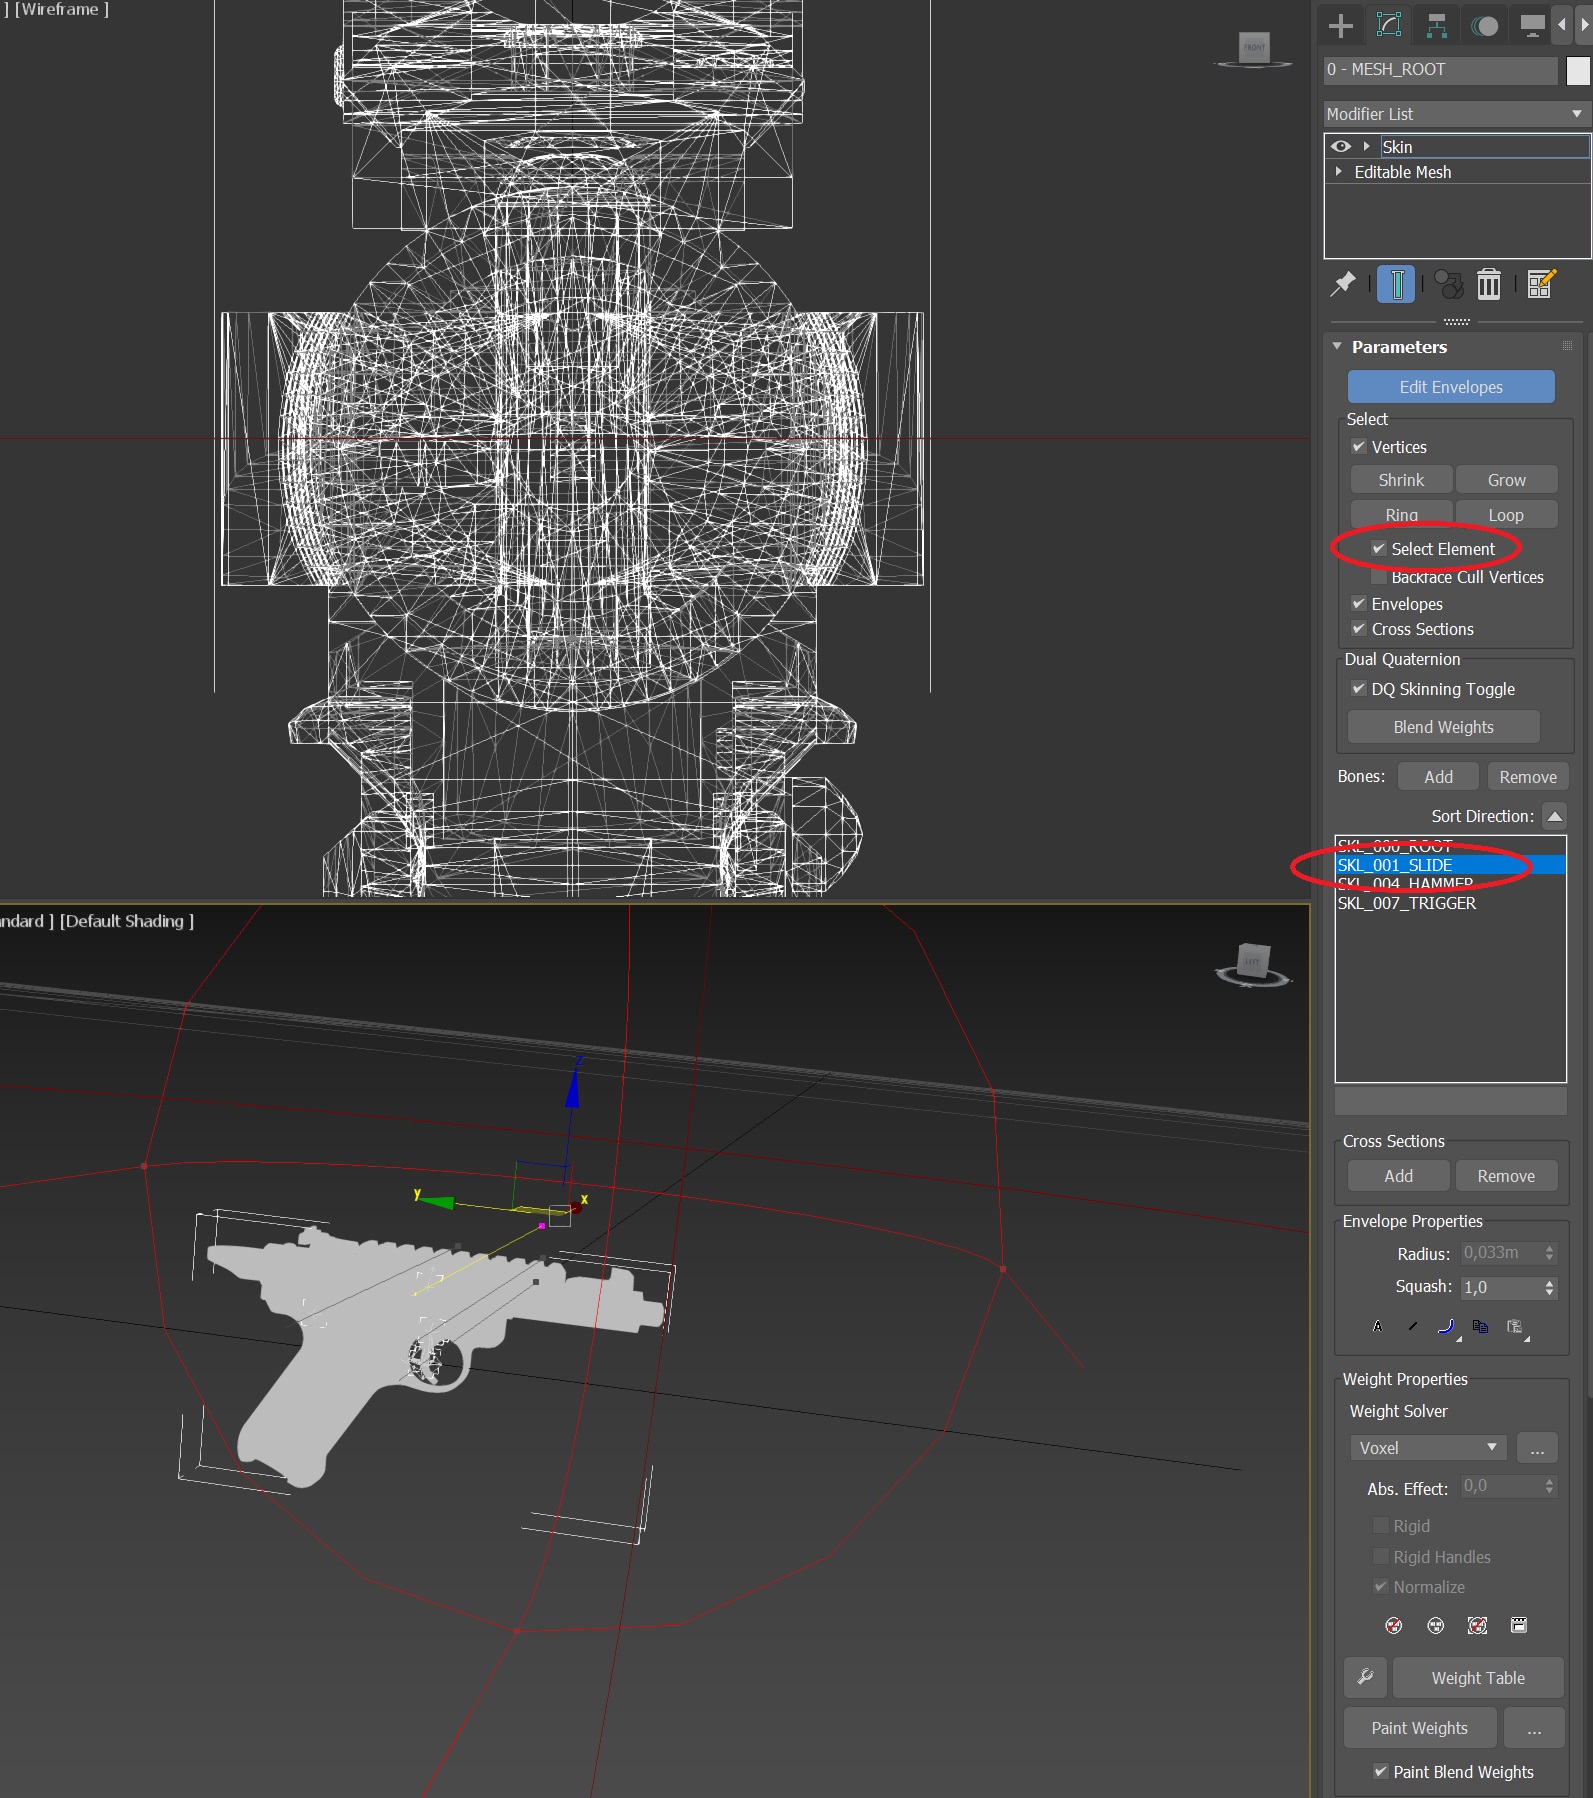 ] [Wireframe ]
FRONT
0 - MESH_ROOT
Modifier List
Skin
Editable Mesh
Parameters
Edit Envelopes
Select
Vertices
Shrink Grow
Ring Loop
Select Element
Backface Cull Vertices
Envelopes
Cross Sections
Dual Quaternion
DQ Skinning Toggle
Blend Weights
Bones: Add Remove
Sort Direction:
SKL_000_ROOT
SKL_001_SLIDE
SKL_004_HAMMER
SKL_007_TRIGGER
andard ] [Default Shading ]
LEFT
z
y
x
Cross Sections
Add Remove
Envelope Properties
Radius: 0,033m
Squash: 1,0
A
Weight Properties
Weight Solver
Voxel ...
Abs. Effect: 0,0
Rigid
Rigid Handles
Normalize
Weight Table
Paint Weights ...
Paint Blend Weights